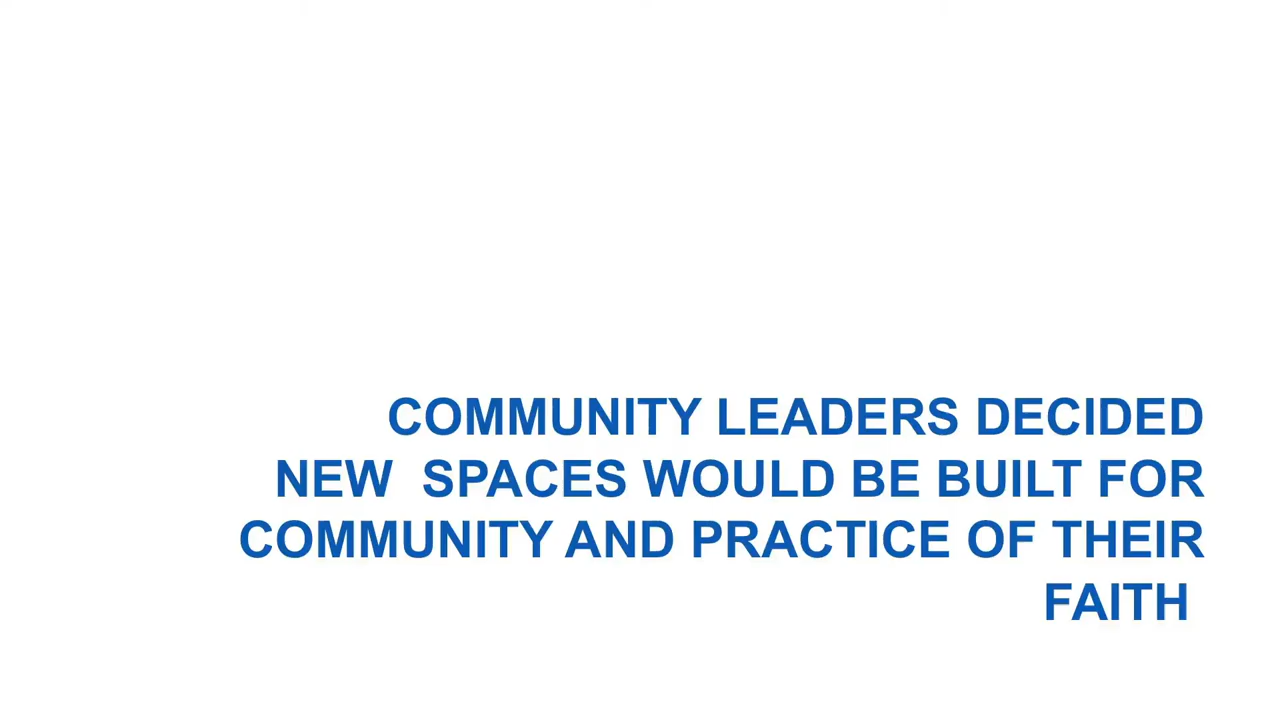 COMMUNITY LEADERS DECIDED
NEW  SPACES WOULD BE BUILT FOR
COMMUNITY AND PRACTICE OF THEIR
FAITH